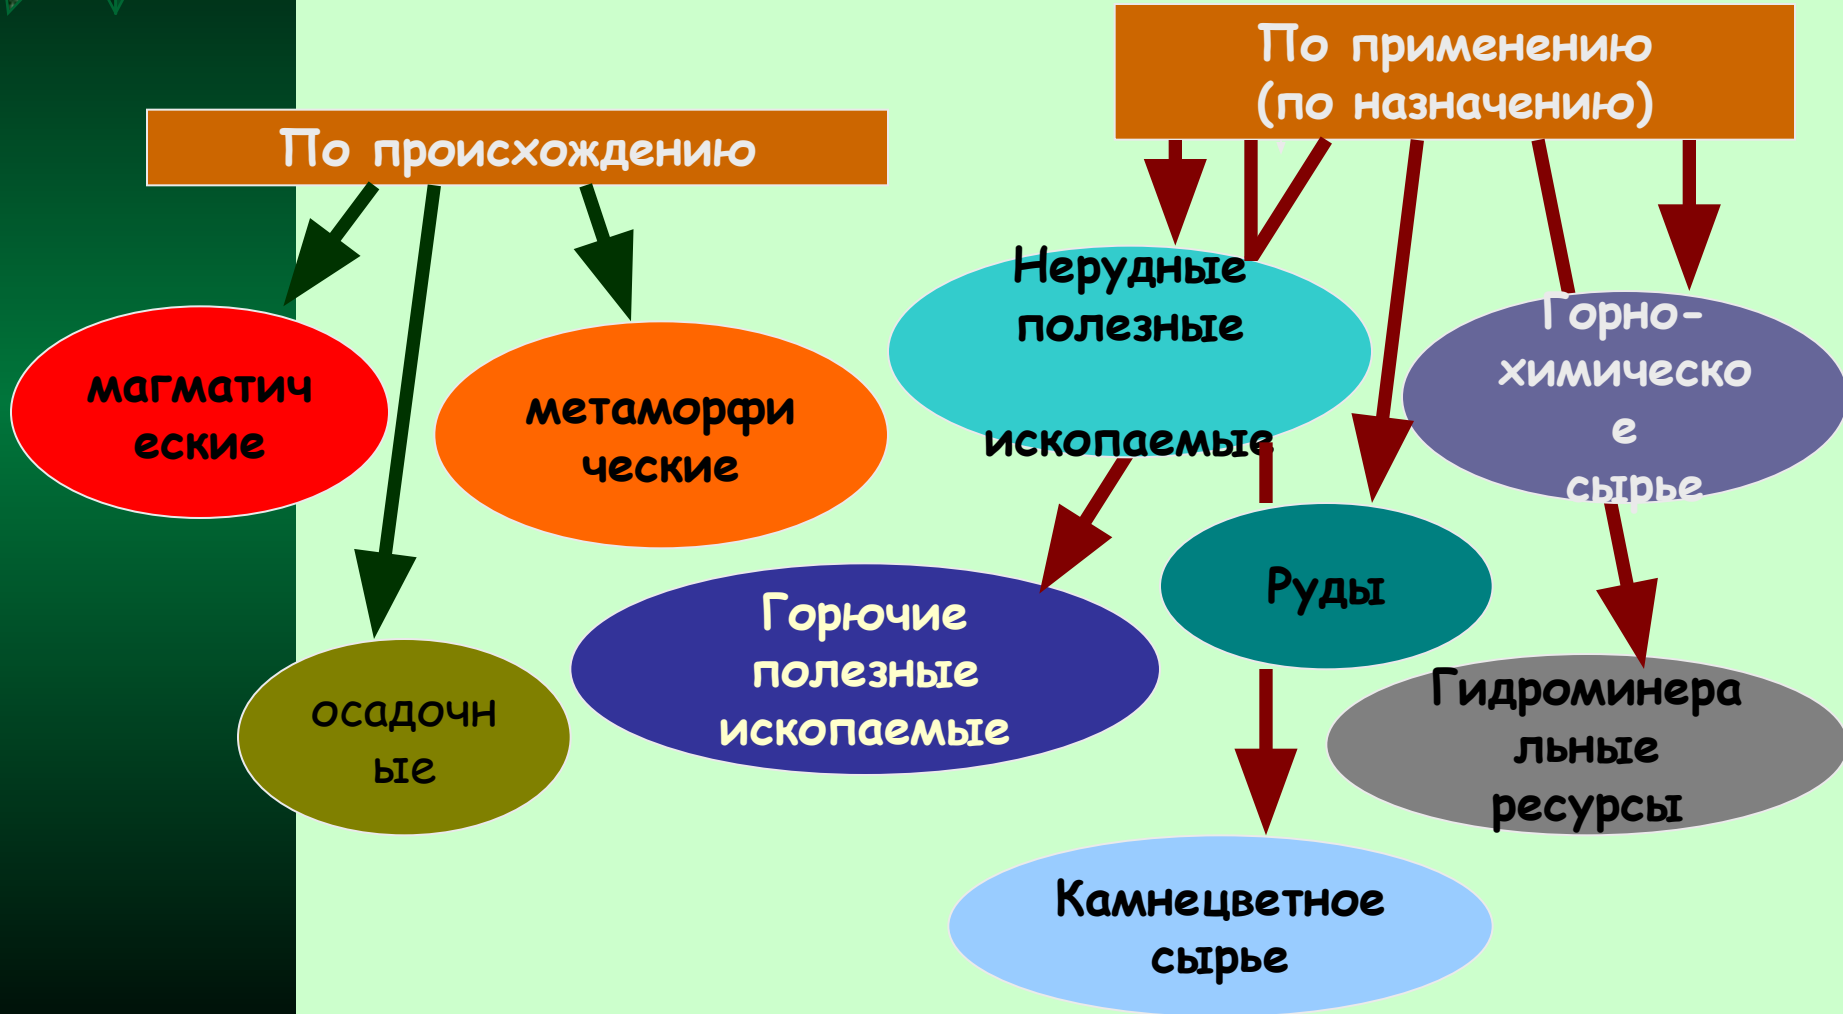 По происхождению
магматич
еские
метаморфи
ческие
осадочн
ые
По применению
(по назначению)
Нерудные
полезные
ископаемые
Горно-
химическо
е
сырье
Горючие
полезные
ископаемые
Руды
Гидроминера
льные
ресурсы
Камнецветное
сырье